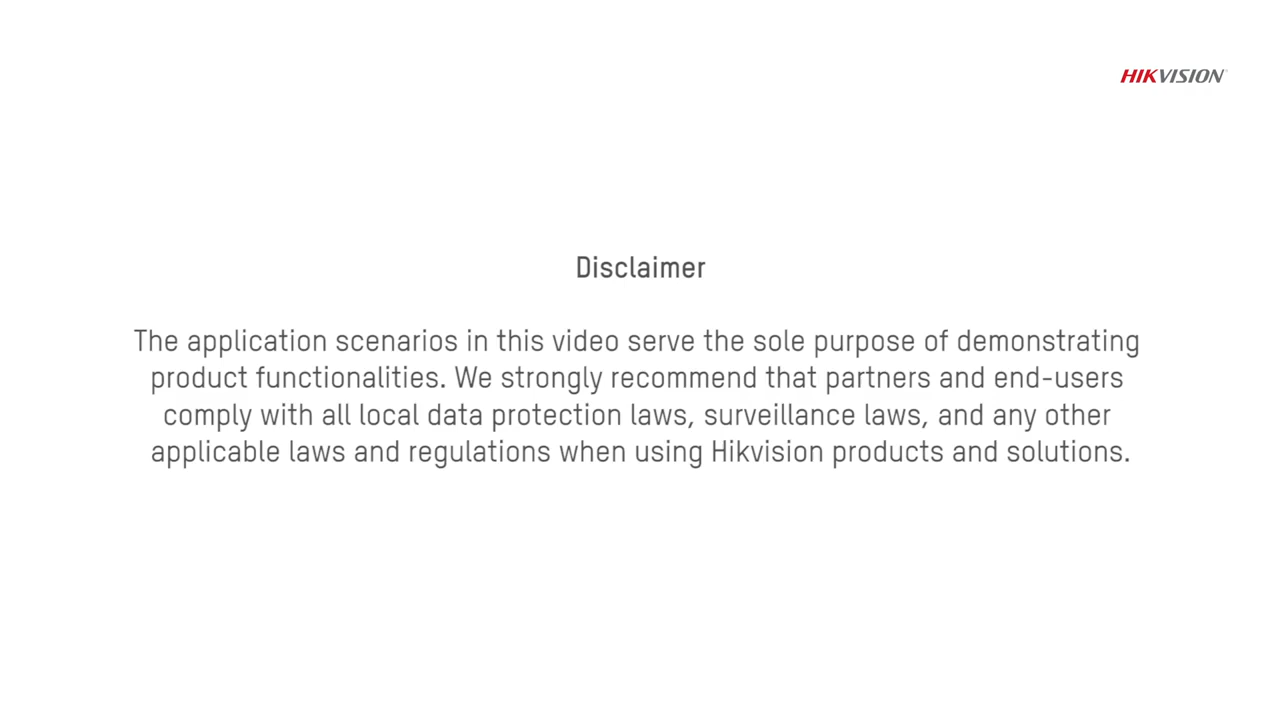 HIKVISION
Disclaimer
The application scenarios in this video serve the sole purpose of demonstrating
product functionalities. We strongly recommend that partners and end-users
comply with all local data protection laws, surveillance laws, and any other
applicable laws and regulations when using Hikvision products and solutions.